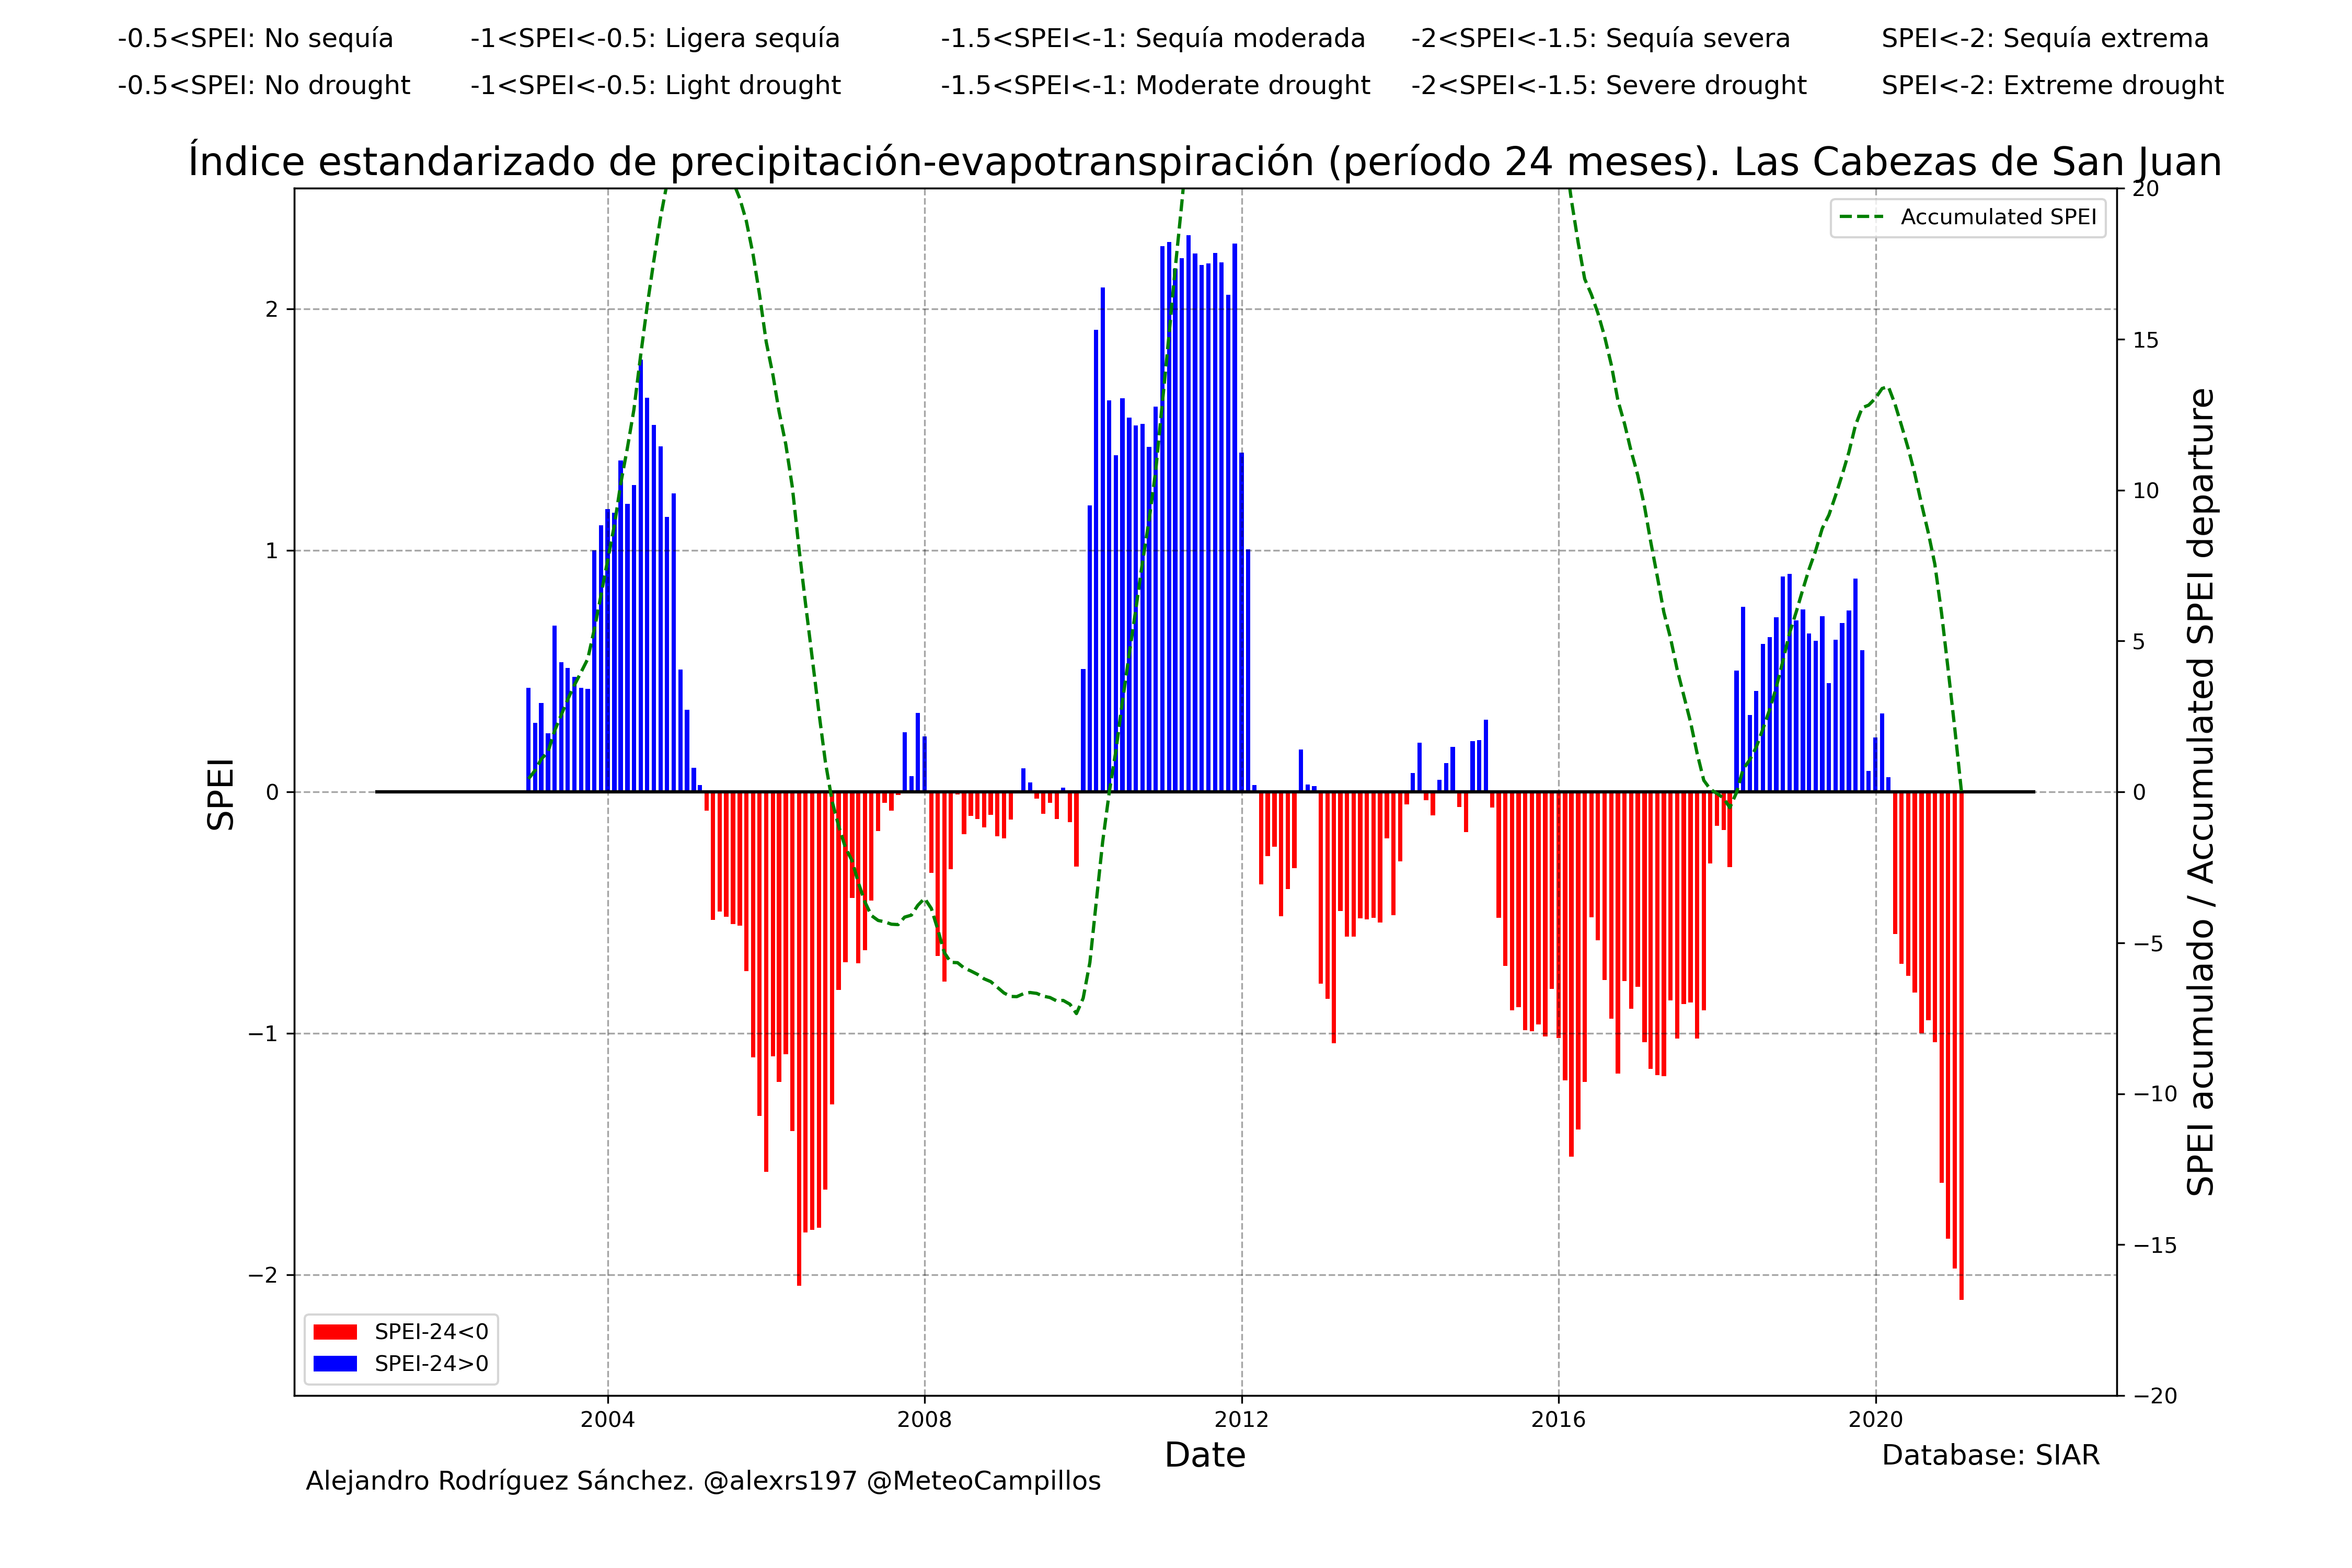 -0.5<SPEI: No sequía -1<SPEI<-0.5: Ligera sequía -1.5<SPEI<-1: Sequía moderada -2<SPEI<-1.5: Sequía severa SPEI<-2: Sequía extrema
-0.5<SPEI: No drought -1<SPEI<-0.5: Light drought -1.5<SPEI<-1: Moderate drought -2<SPEI<-1.5: Severe drought SPEI<-2: Extreme drought
Índice estandarizado de precipitación-evapotranspiración (período 24 meses). Las Cabezas de San Juan
Accumulated SPEI
SPEI
2
1
0
−1
−2
20
15
10
5
0
−5
−10
−15
−20
SPEI acumulado / Accumulated SPEI departure
SPEI-24<0
SPEI-24>0
2004 2008 2012 2016 2020
Date
Database: SIAR
Alejandro Rodríguez Sánchez. @alexrs197 @MeteoCampillos